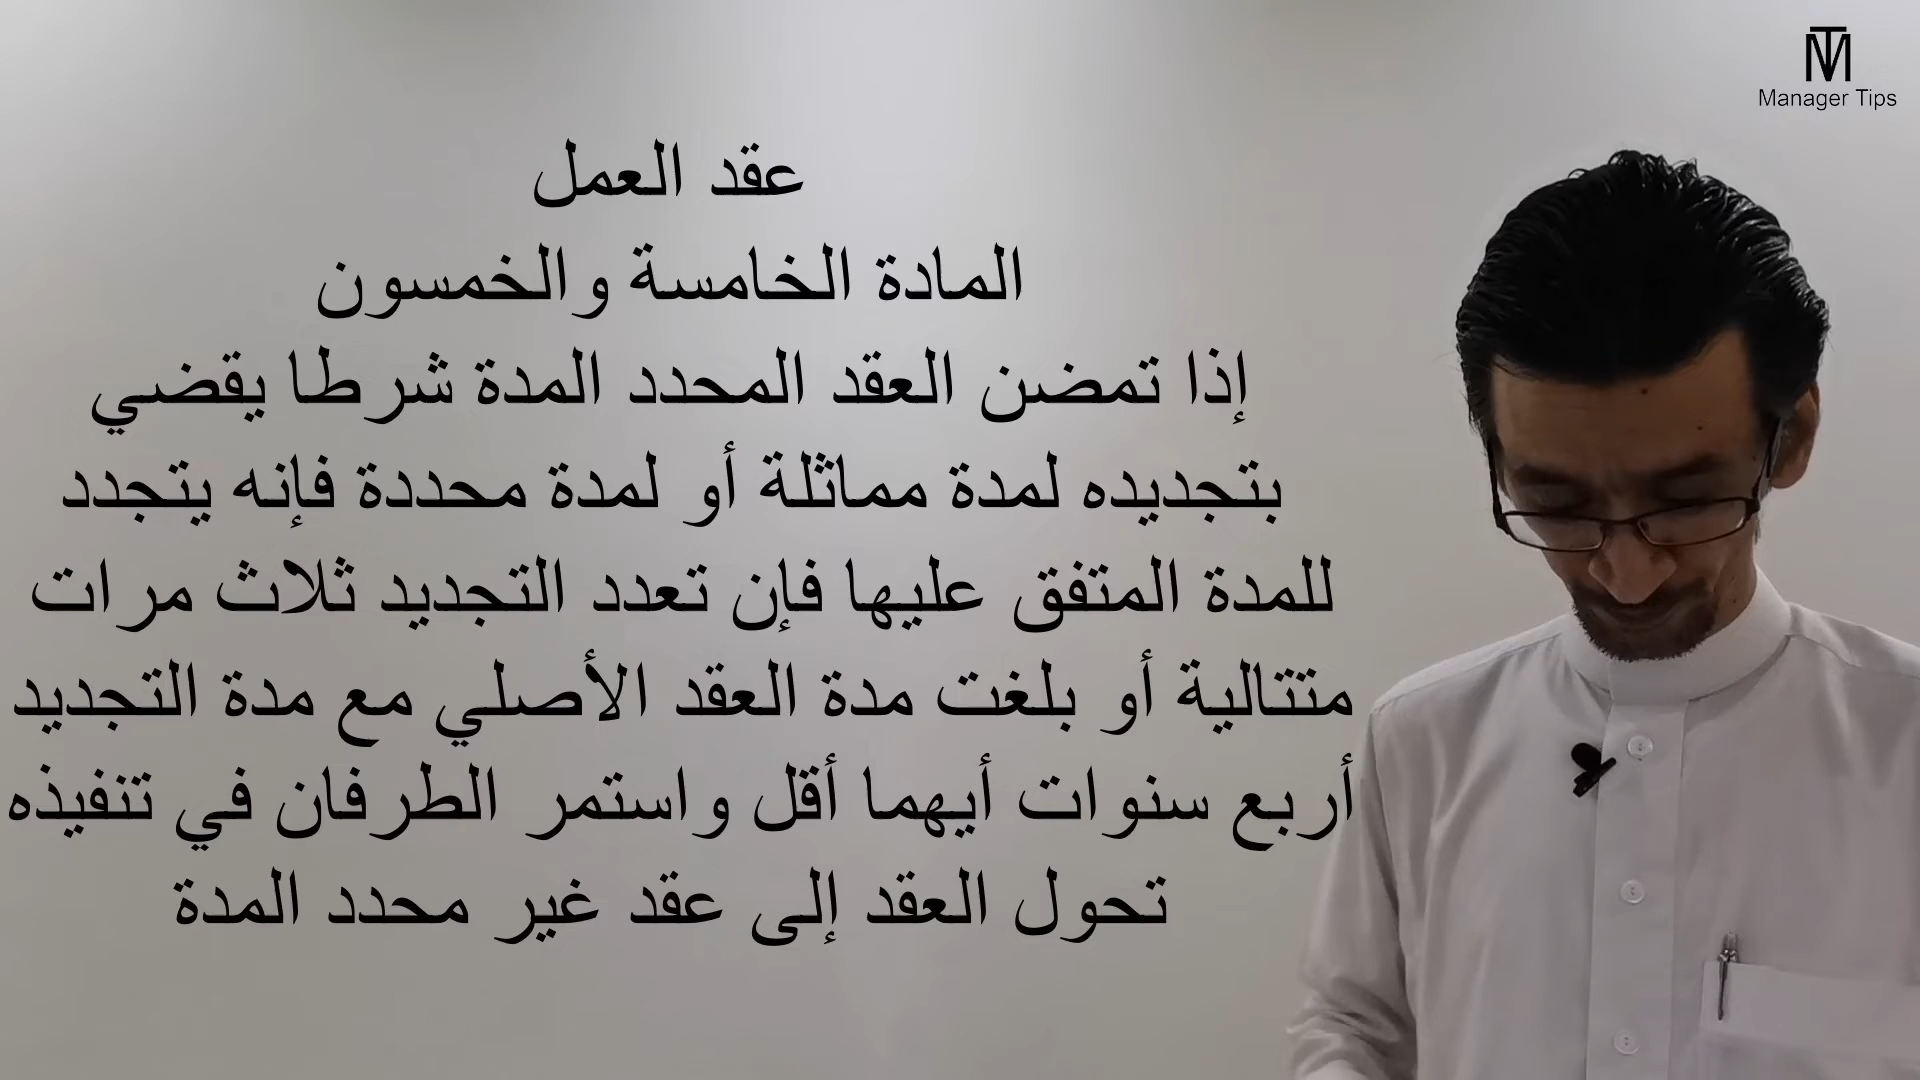 Manager Tips
عقد العمل
المادة الخامسة والخمسون
إذا تمضن العقد المحدد المدة شرطا يقضي
بتجديده لمدة مماثلة أو لمدة محددة فإنه يتجدد
للمدة المتفق عليها فإن تعدد التجديد ثلاث مرات
متتالية أو بلغت مدة العقد الأصلي مع مدة التجديد
أربع سنوات أيهما أقل واستمر الطرفان في تنفيذه
تحول العقد إلى عقد غير محدد المدة